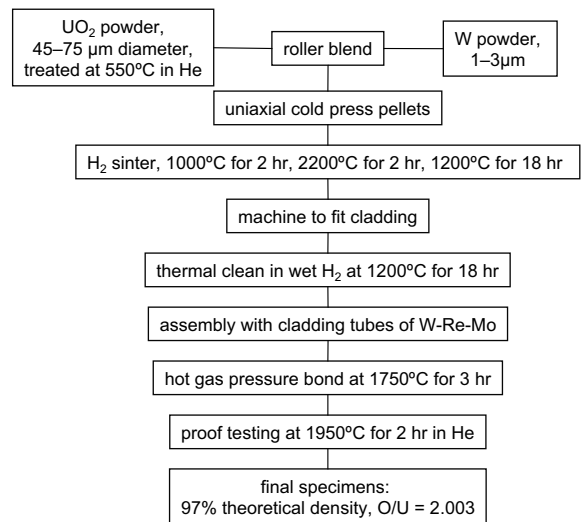 UO₂ powder,
45–75 µm diameter,
treated at 550ºC in He
roller blend
W powder,
1–3µm
uniaxial cold press pellets
H₂ sinter, 1000ºC for 2 hr, 2200ºC for 2 hr, 1200ºC for 18 hr
machine to fit cladding
thermal clean in wet H₂ at 1200ºC for 18 hr
assembly with cladding tubes of W-Re-Mo
hot gas pressure bond at 1750ºC for 3 hr
proof testing at 1950ºC for 2 hr in He
final specimens:
97% theoretical density, O/U = 2.003